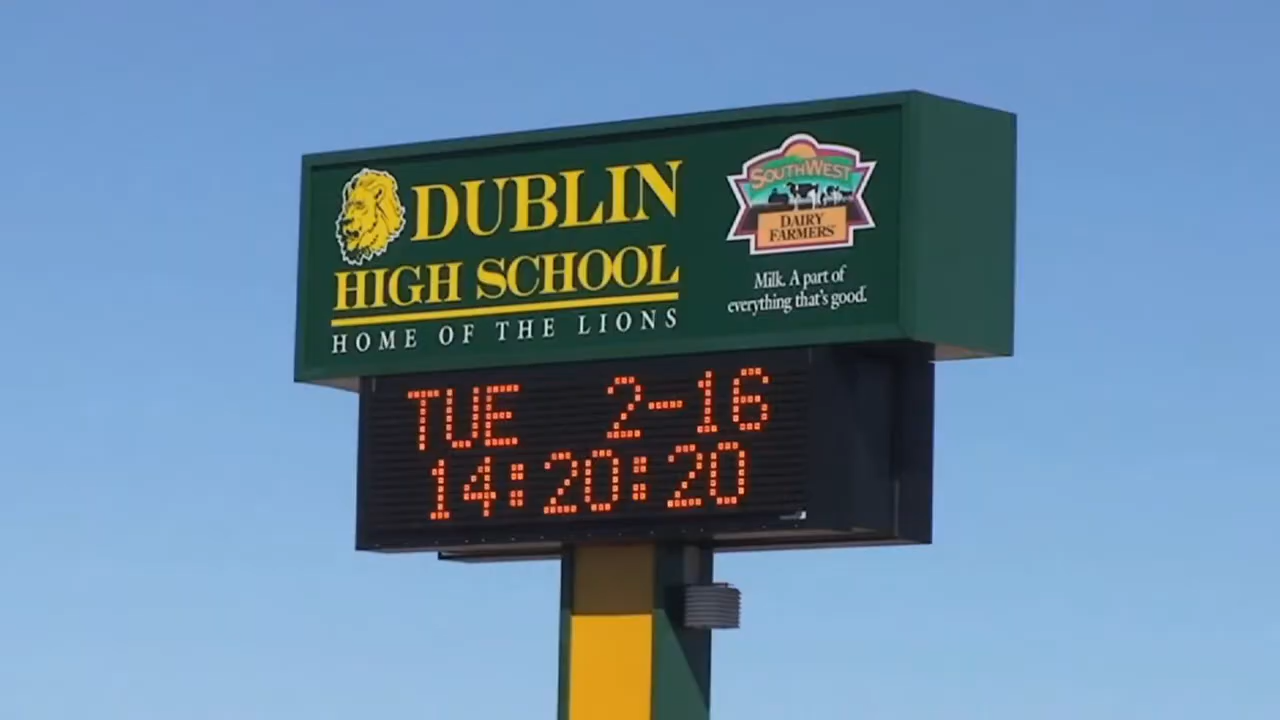 DUBLIN
HIGH SCHOOL
HOME OF THE LIONS
SOUTHWEST
DAIRY
FARMERS
Milk. A part of
everything that's good.
TUE 2-16
14:20:20